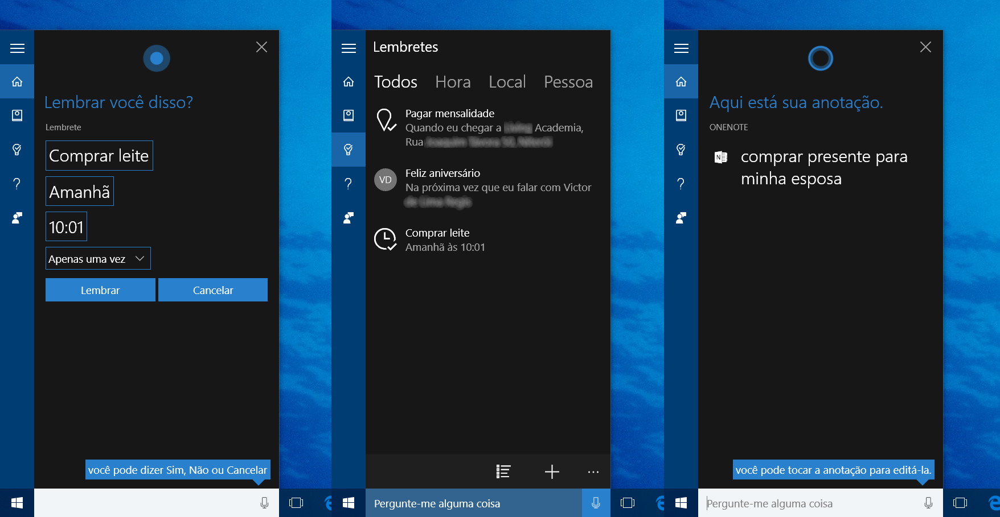 Lembrar você disso?
Lembrete
Comprar leite
Amanhã
10:01
Apenas uma vez
Lembrar
Cancelar
você pode dizer Sim, Não ou Cancelar
Lembretes
Todos Hora Local Pessoa
Pagar mensalidade
Quando eu chegar a Academia,
Rua
VD
Feliz aniversário
Na próxima vez que eu falar com Victor
Comprar leite
Amanhã às 10:01
Pergunte-me alguma coisa
Aqui está sua anotação.
ONENOTE
N
comprar presente para
minha esposa
você pode tocar a anotação para editá-la.
Pergunte-me alguma coisa